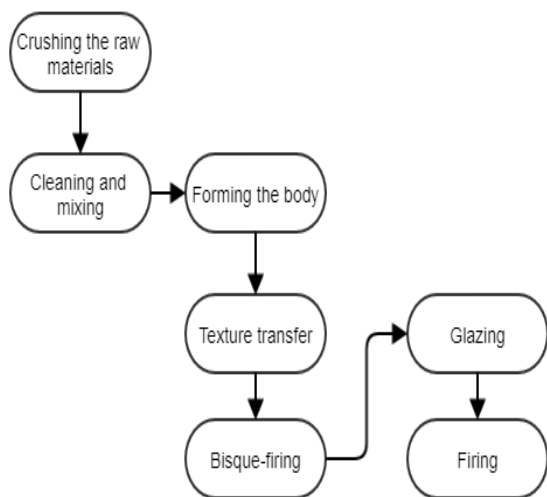 Crushing the raw
materials
Cleaning and
mixing
Forming the body
Texture transfer
Bisque-firing
Glazing
Firing